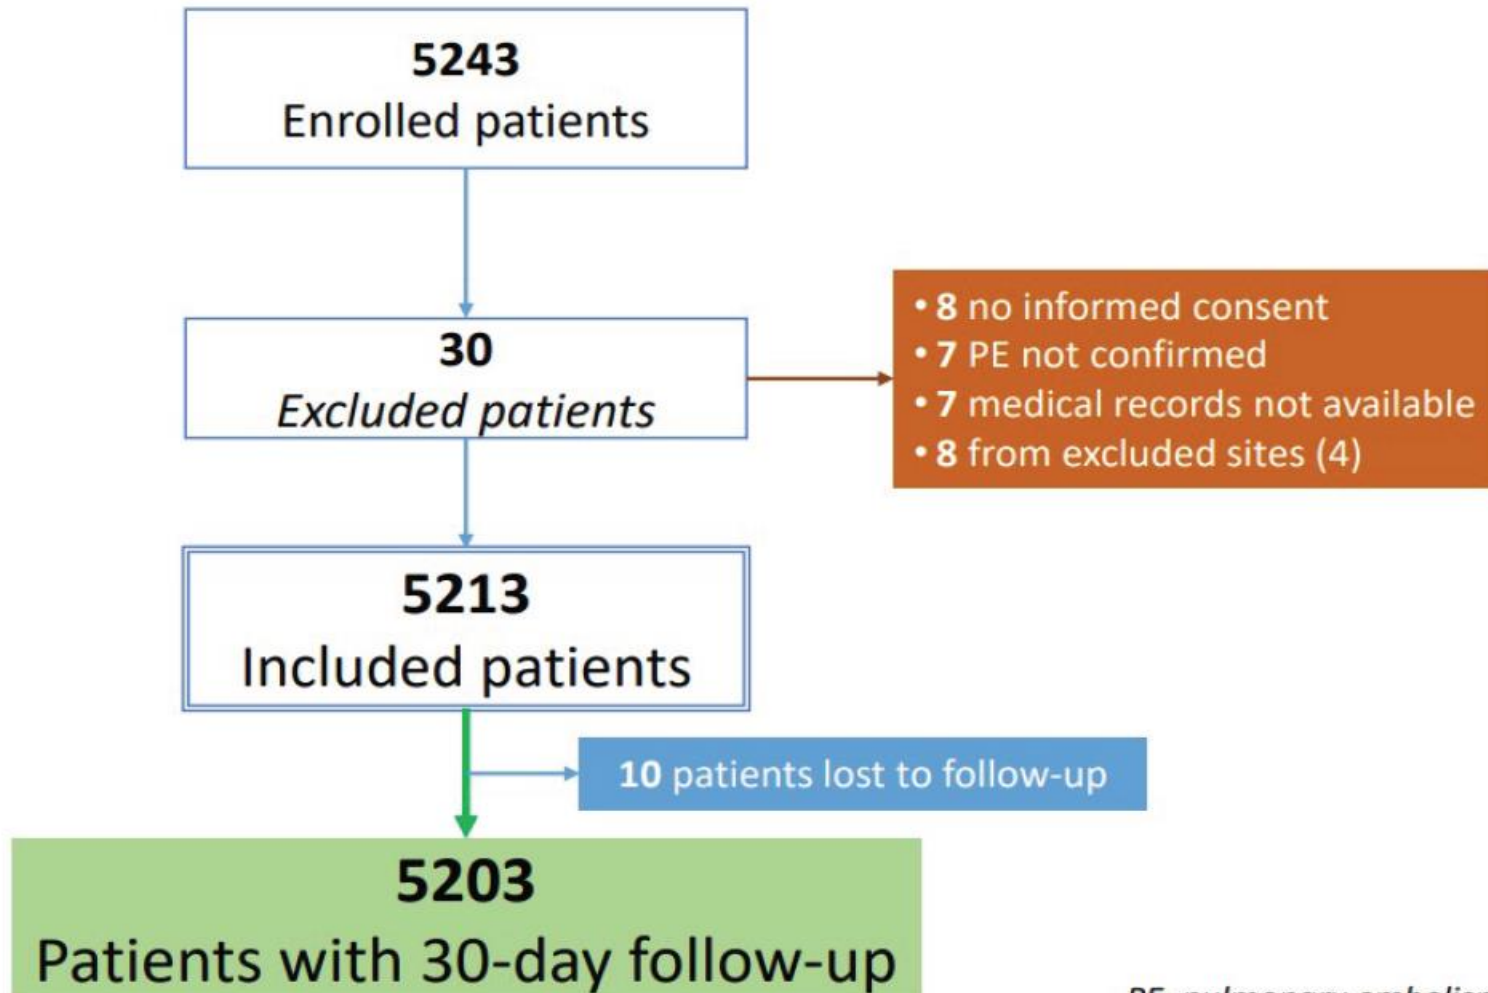 5243
Enrolled patients
30
Excluded patients
• 8 no informed consent
• 7 PE not confirmed
• 7 medical records not available
• 8 from excluded sites (4)
5213
Included patients
10 patients lost to follow-up
5203
Patients with 30-day follow-up